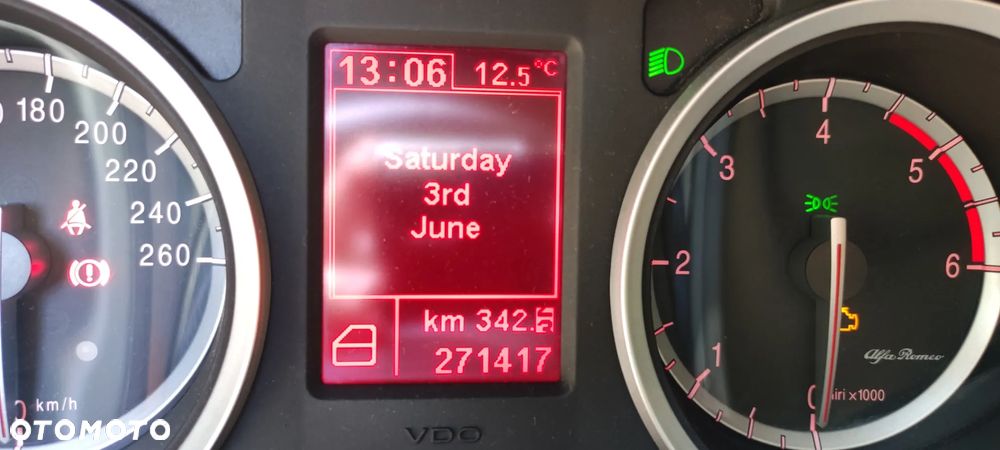 180
200
220
240
260
km/h
13:06 12.5°C
Saturday
3rd
June
km 342.5
271417
VDO
0
1
2
3
4
5
6
giri x1000
Alfa Romeo
OTOMOTO